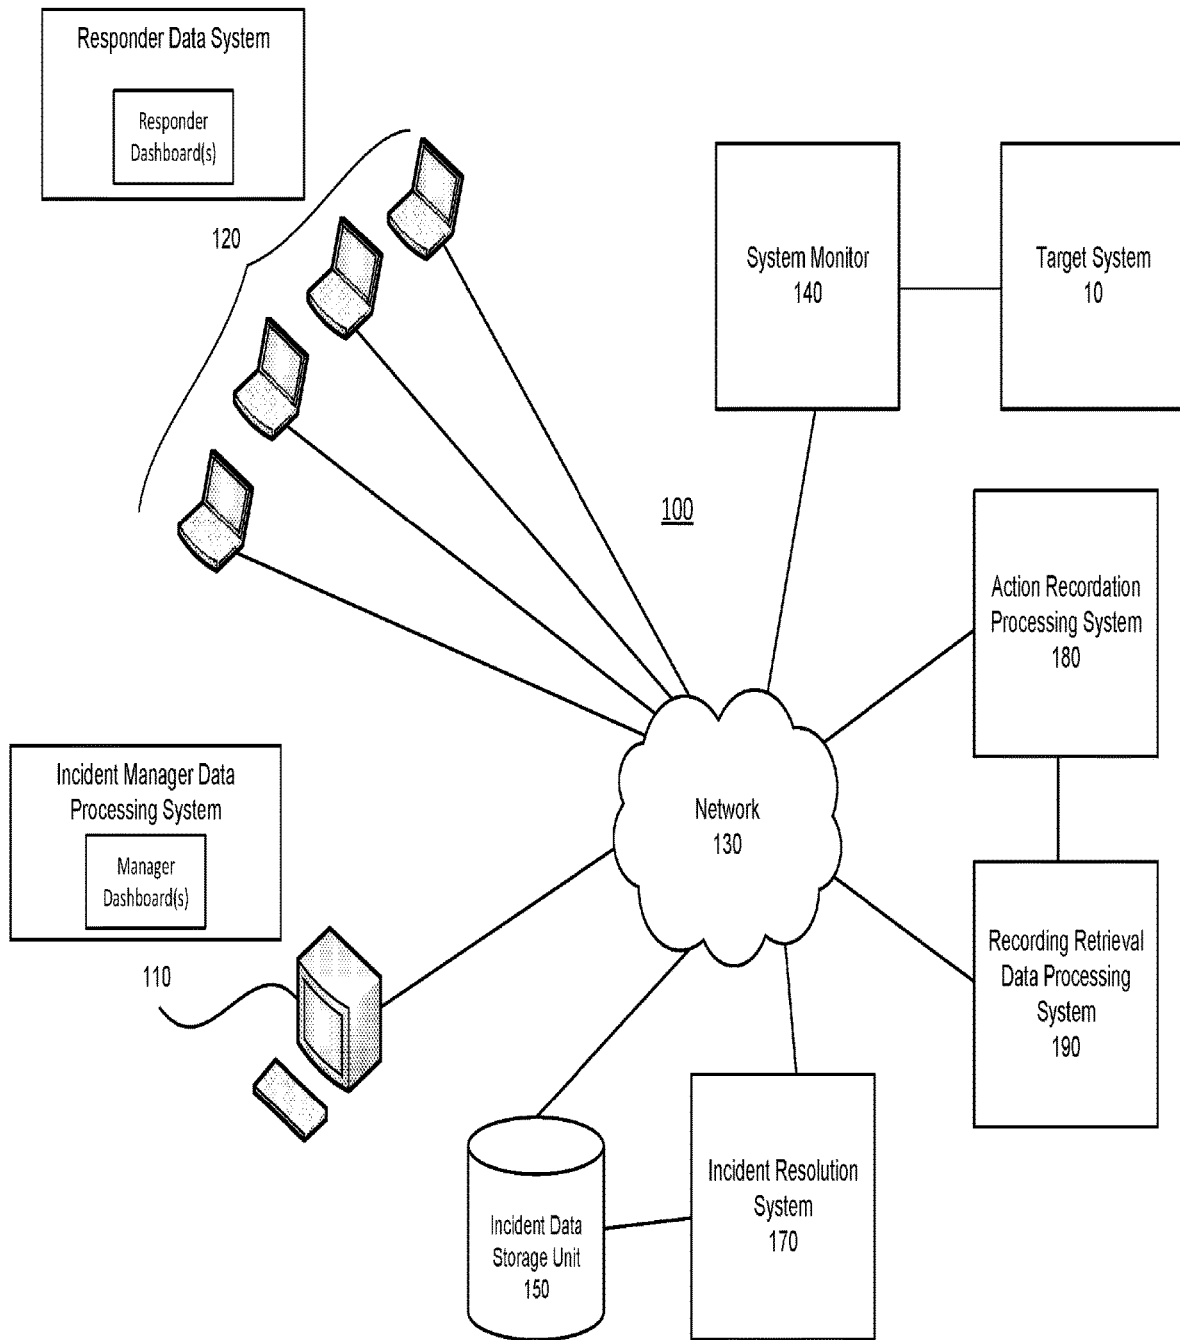 Responder Data System
Responder
Dashboard(s)
120
System Monitor
140
Target System
10
100
Action Recordation
Processing System
180
Incident Manager Data
Processing System
Manager
Dashboard(s)
110
Network
130
Recording Retrieval
Data Processing
System
190
Incident Data
Storage Unit
150
Incident Resolution
System
170